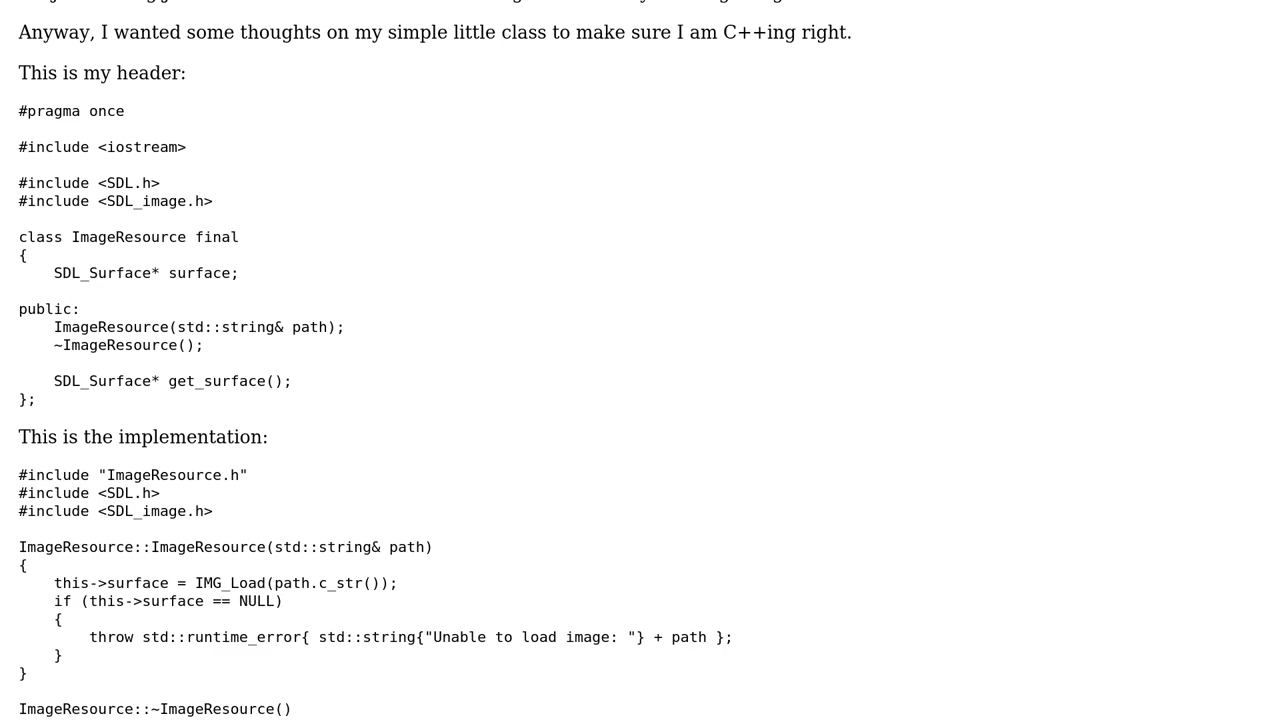 Anyway, I wanted some thoughts on my simple little class to make sure I am C++ing right.
This is my header:
#pragma once
#include <iostream>
#include <SDL.h>
#include <SDL_image.h>
class ImageResource final
{
    SDL_Surface* surface;
public:
    ImageResource(std::string& path);
    ~ImageResource();
    SDL_Surface* get_surface();
};
This is the implementation:
#include "ImageResource.h"
#include <SDL.h>
#include <SDL_image.h>
ImageResource::ImageResource(std::string& path)
{
    this->surface = IMG_Load(path.c_str());
    if (this->surface == NULL)
    {
        throw std::runtime_error{ std::string{"Unable to load image: "} + path };
    }
}
ImageResource::~ImageResource()